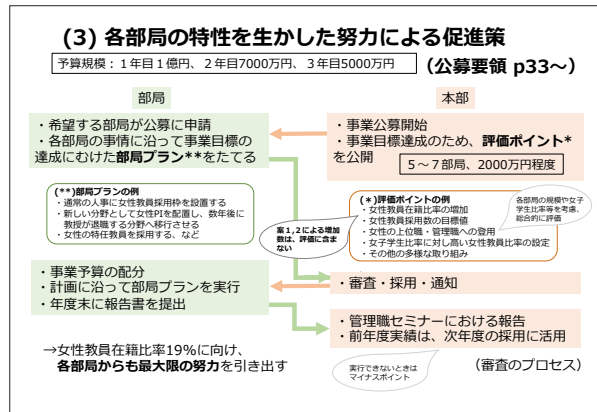 (3) 各部局の特性を生かした努力による促進策
予算規模：１年目１億円、２年目7000万円、３年目5000万円
（公募要領 p33～）
部局
本部
・希望する部局が公募に申請
・各部局の事情に沿って事業目標の
達成にむけた部局プラン**をたてる
・事業公募開始
・事業目標達成のため、評価ポイント*
を公開
５～７部局、2000万円程度
(**)部局プランの例
・通常の人事に女性教員採用枠を設置する
・新しい分野として女性PIを配置し、数年後に
教授が退職する分野へ移行させる
・女性の特任教員を採用する、など
(＊)評価ポイントの例
・女性教員在籍比率の増加
・女性教員採用数の目標値
・女性の上位職・管理職への登用
・女子学生比率に対し高い女性教員比率の設定
・その他の多様な取り組み
各部局の規模や女子
学生比率等を考慮、
総合的に評価
案１,２による増加
数は、評価に含ま
ない
・事業予算の配分
・計画に沿って部局プランを実行
・年度末に報告書を提出
・審査・採用・通知
・管理職セミナーにおける報告
・前年度実績は、次年度の採用に活用
→女性教員在籍比率19%に向け、
各部局からも最大限の努力を引き出す
実行できないときは
マイナスポイント
（審査のプロセス）